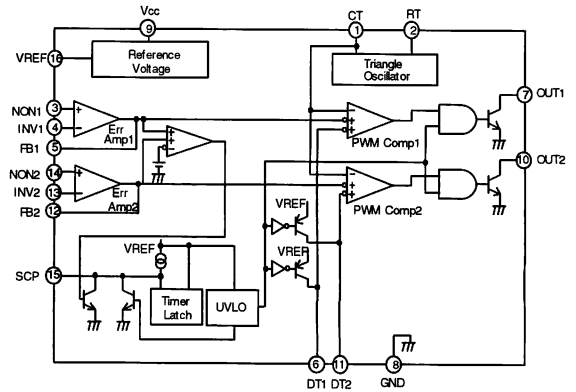 Vcc
9
CT
1
RT
2
VREF 16
Reference
Voltage
Triangle
Oscillator
7 OUT1
NON1 3
INV1 4
Err
Amp1
FB1 5
PWM Comp1
NON2 14
INV2 13
Err
Amp2
FB2 12
10 OUT2
PWM Comp2
VREF
VREF
VREF
SCP 15
Timer
Latch
UVLO
6
DT1
11
DT2
8
GND